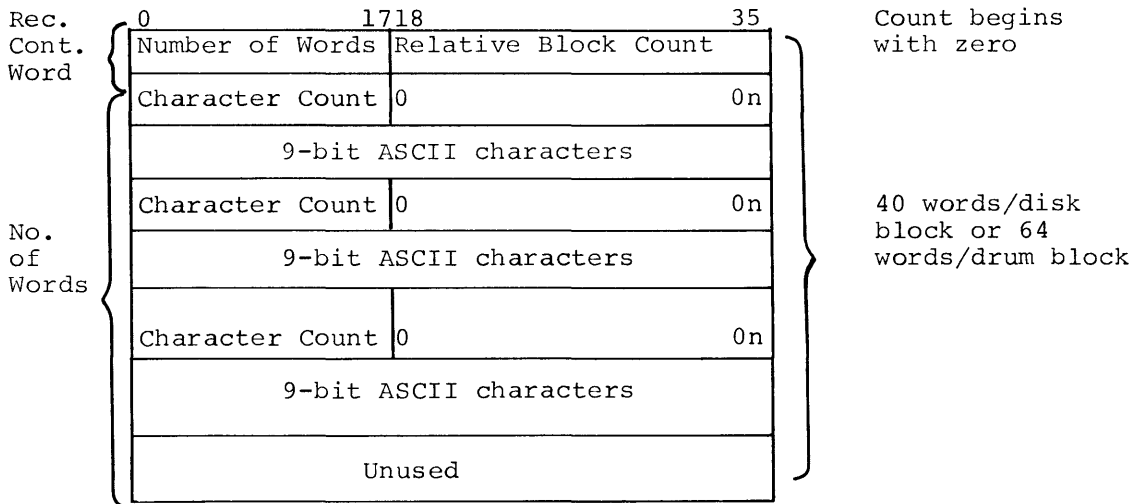 Rec. 0 1718 35 Count begins
Cont. Number of Words Relative Block Count with zero
Word
Character Count 0 0n
9-bit ASCII characters
Character Count 0 0n 40 words/disk
No. block or 64
of 9-bit ASCII characters words/drum block
Words
Character Count 0 0n
9-bit ASCII characters
Unused